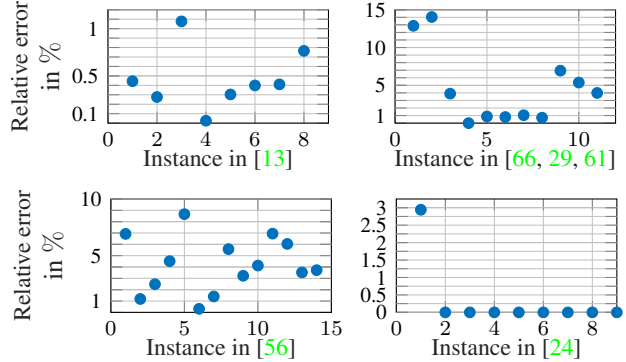 Relative error
in %
1
0.5
0.1
0 2 4 6 8
Instance in [13]
15
10
5
1
0 5 10
Instance in [66, 29, 61]
Relative error
in %
10
5
1
0 5 10 15
Instance in [56]
3
2.5
2
1.5
1
0.5
0
0 2 4 6 8
Instance in [24]